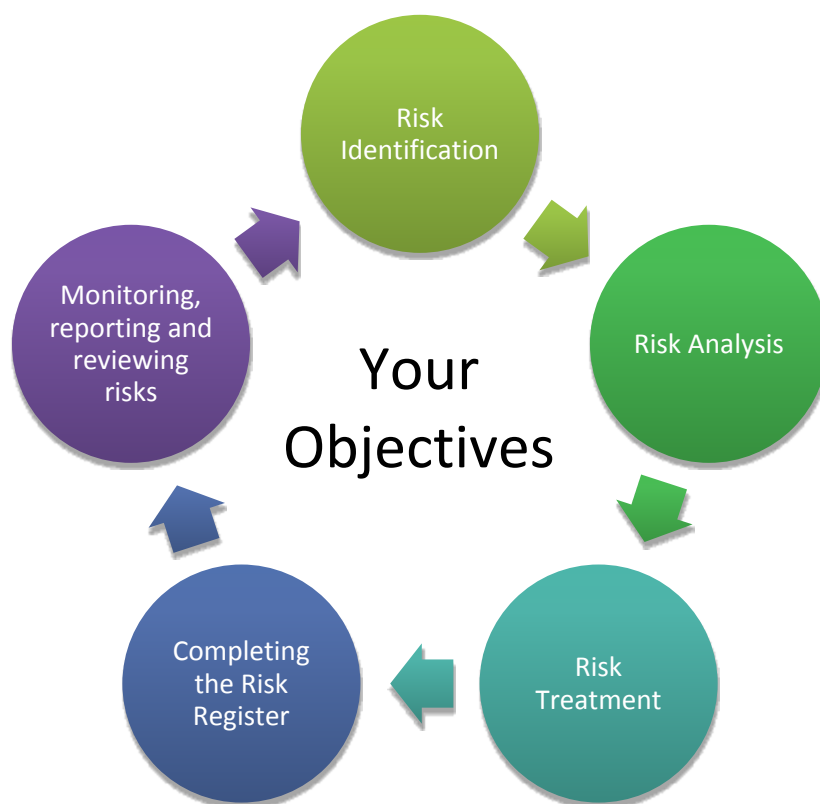 Risk
Identification
Risk Analysis
Risk
Treatment
Completing
the Risk
Register
Monitoring,
reporting and
reviewing
risks
Your
Objectives